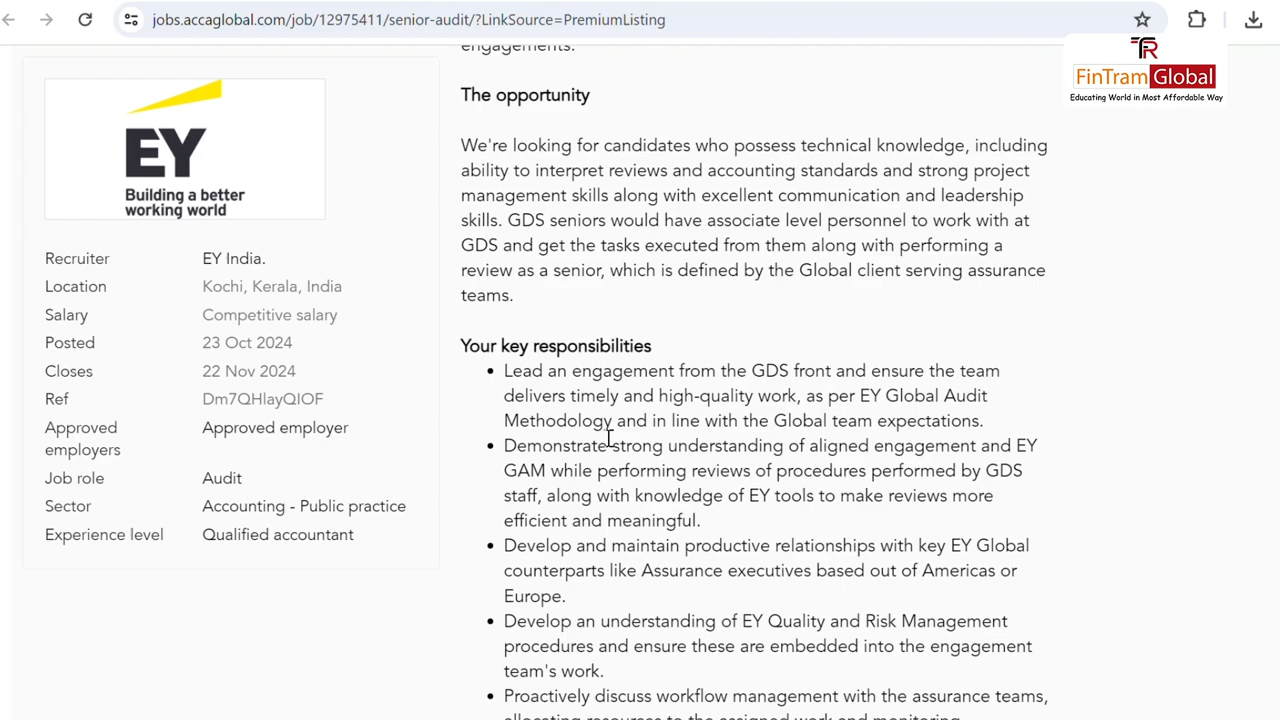 jobs.accaglobal.com/job/12975411/senior-audit/?LinkSource=PremiumListing
FinTram Global
Educating World in Most Affordable Way
EY
Building a better
working world
Recruiter EY India.
Location Kochi, Kerala, India
Salary Competitive salary
Posted 23 Oct 2024
Closes 22 Nov 2024
Ref Dm7QHlayQIOF
Approved employers Approved employer
Job role Audit
Sector Accounting - Public practice
Experience level Qualified accountant
engagements.
The opportunity
We're looking for candidates who possess technical knowledge, including
ability to interpret reviews and accounting standards and strong project
management skills along with excellent communication and leadership
skills. GDS seniors would have associate level personnel to work with at
GDS and get the tasks executed from them along with performing a
review as a senior, which is defined by the Global client serving assurance
teams.
Your key responsibilities
• Lead an engagement from the GDS front and ensure the team
delivers timely and high-quality work, as per EY Global Audit
Methodology and in line with the Global team expectations.
• Demonstrate strong understanding of aligned engagement and EY
GAM while performing reviews of procedures performed by GDS
staff, along with knowledge of EY tools to make reviews more
efficient and meaningful.
• Develop and maintain productive relationships with key EY Global
counterparts like Assurance executives based out of Americas or
Europe.
• Develop an understanding of EY Quality and Risk Management
procedures and ensure these are embedded into the engagement
team's work.
• Proactively discuss workflow management with the assurance teams,
allocating resources to the assigned work and monitoring